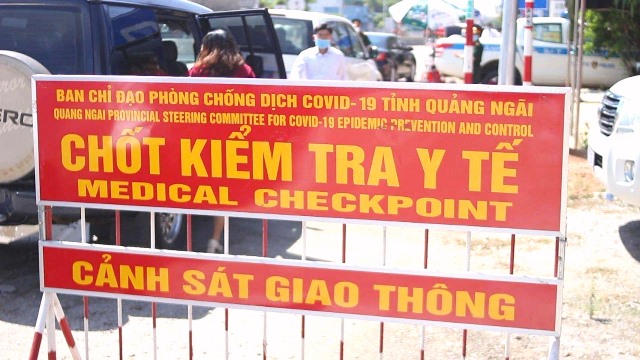 BAN CHỈ ĐẠO PHÒNG CHỐNG DỊCH COVID-19 TỈNH QUẢNG NGÃI
QUANG NGAI PROVINCIAL STEERING COMMITTEE FOR COVID-19 EPIDEMIC PREVENTION AND CONTROL
CHỐT KIỂM TRA Y TẾ
MEDICAL CHECKPOINT
CẢNH SÁT GIAO THÔNG